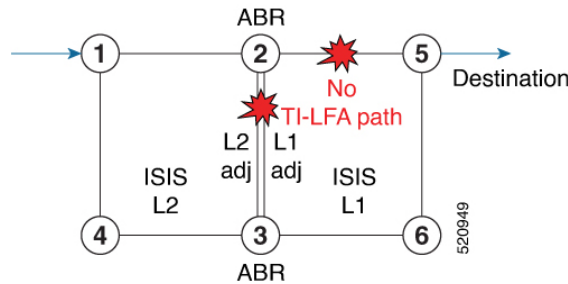 ABR
1
2
5
Destination
No
TI-LFA path
L2
adj
L1
adj
ISIS
L2
ISIS
L1
4
3
6
ABR
520949